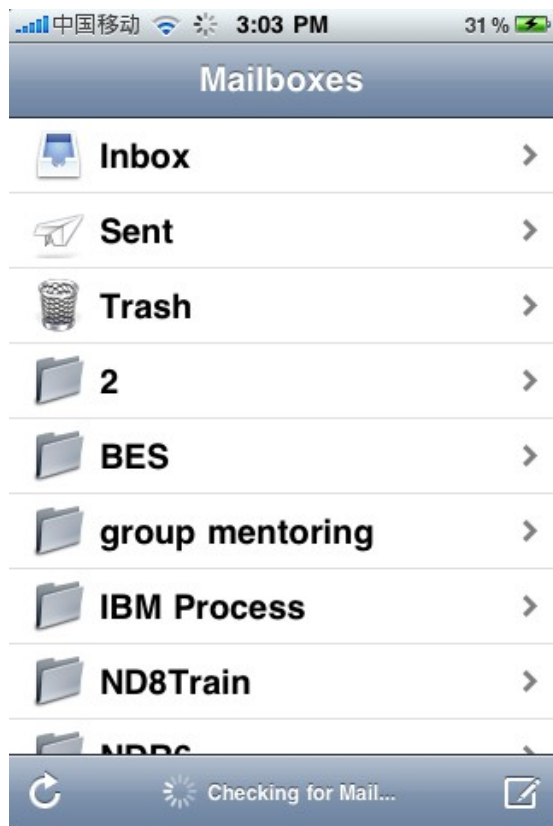 中国移动 3:03 PM 31 %
Mailboxes
Inbox
Sent
Trash
2
BES
group mentoring
IBM Process
ND8Train
Checking for Mail...